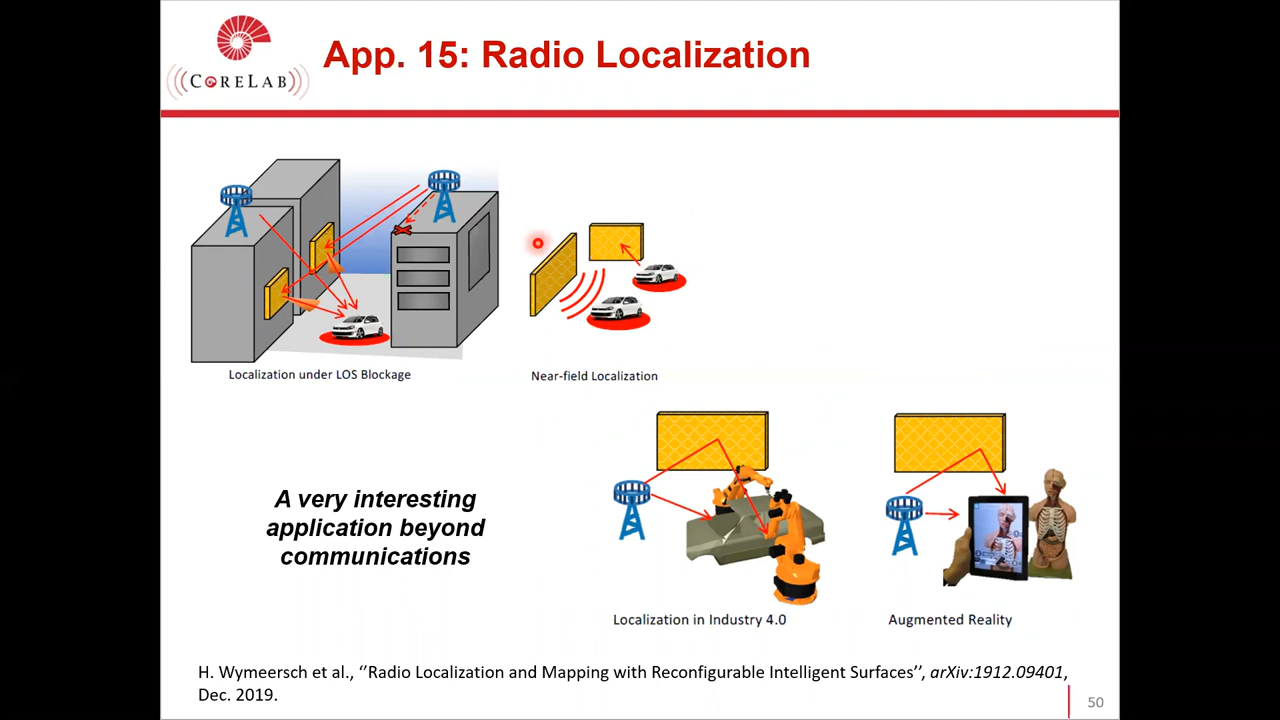 CORELAB
App. 15: Radio Localization
Localization under LOS Blockage
Near-field Localization
A very interesting
application beyond
communications
Localization in Industry 4.0
Augmented Reality
H. Wymeersch et al., ‘’Radio Localization and Mapping with Reconfigurable Intelligent Surfaces’’, arXiv:1912.09401,
Dec. 2019.
50